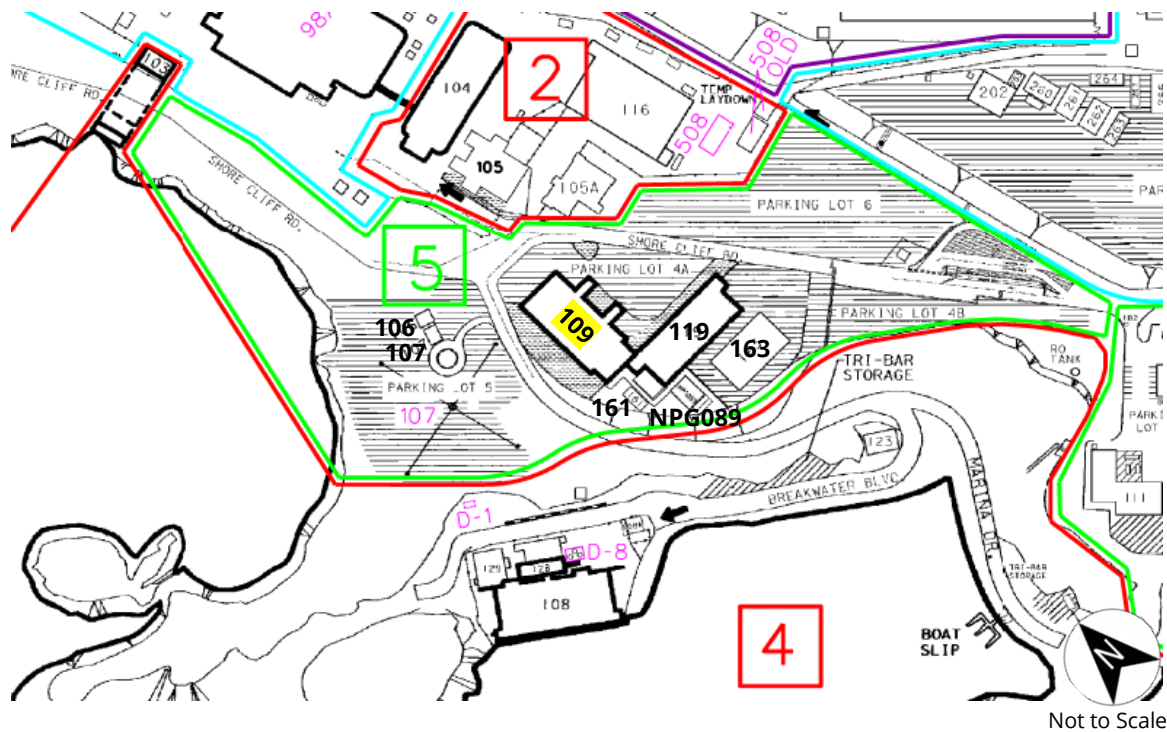 103
SHORE CLIFF RD.
104
2
116
TEMP
LAYDOWN
508
OLD
508
202
260
261
262
263
264
105
105A
SHORE CLIFF RD.
PARKING LOT 6
5
SHORE CLIFF RD
PARKING LOT 4A
PARKING LOT 4B
106
107
109
119
163
PARKING LOT 5
107
161
NPG089
TRI-BAR
STORAGE
RO
TANK
PARKING
LOT
123
111
BREAKWATER BLVD
MARINA DR.
D-1
D-8
129
128
108
TRI-BAR
STORAGE
4
BOAT
SLIP
N
Not to Scale